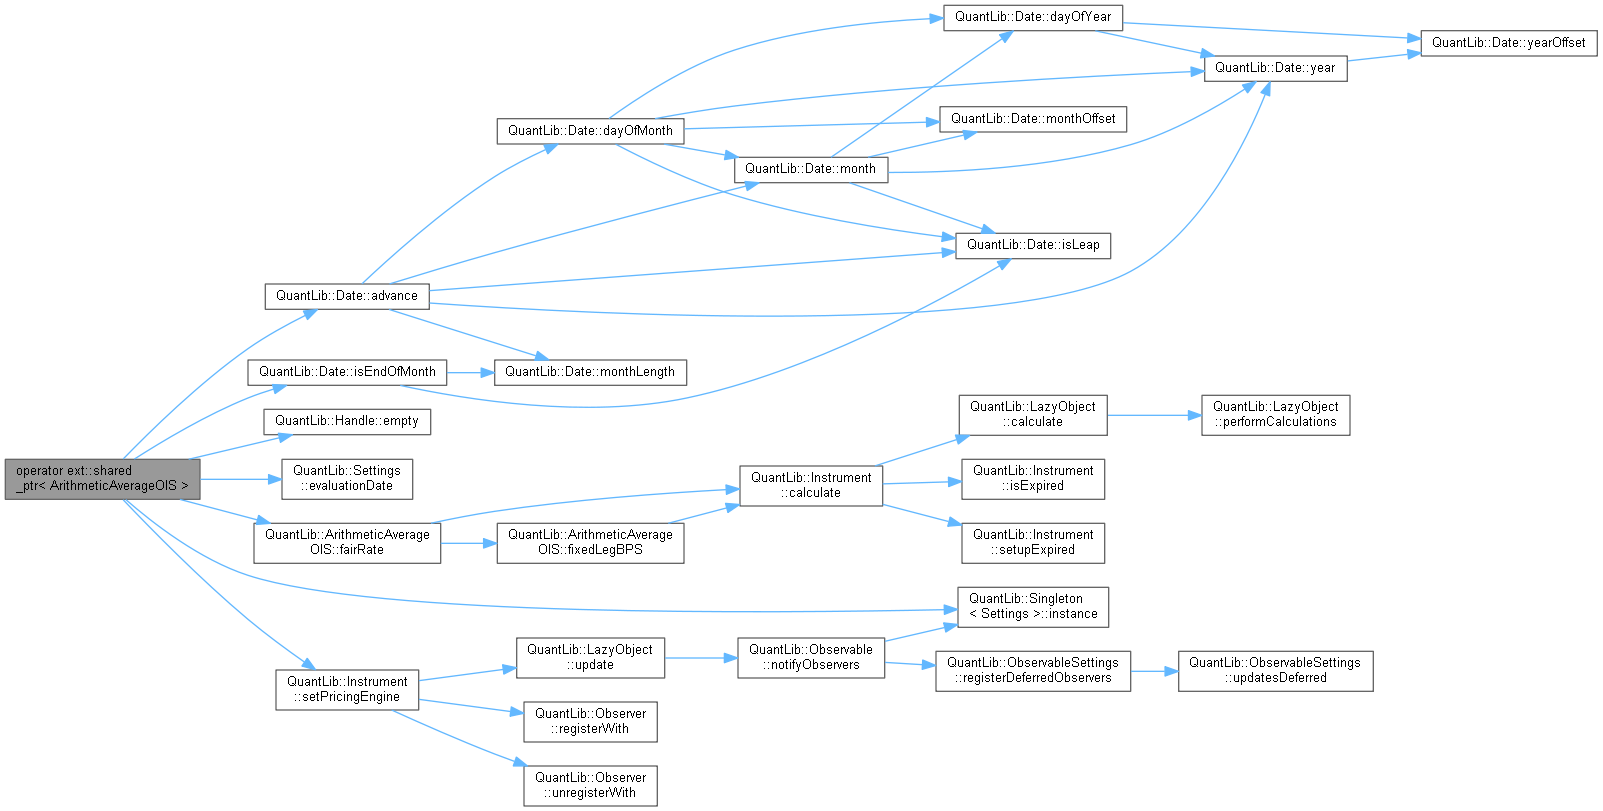 QuantLib::Date::dayOfYear
QuantLib::Date::yearOffset
QuantLib::Date::year
QuantLib::Date::monthOffset
QuantLib::Date::dayOfMonth
QuantLib::Date::month
QuantLib::Date::isLeap
QuantLib::Date::advance
QuantLib::Date::isEndOfMonth
QuantLib::Date::monthLength
QuantLib::Handle::empty
QuantLib::LazyObject
::calculate
QuantLib::LazyObject
::performCalculations
operator ext::shared
_ptr< ArithmeticAverageOIS >
QuantLib::Settings
::evaluationDate
QuantLib::Instrument
::calculate
QuantLib::Instrument
::isExpired
QuantLib::ArithmeticAverage
OIS::fairRate
QuantLib::ArithmeticAverage
OIS::fixedLegBPS
QuantLib::Instrument
::setupExpired
QuantLib::Singleton
< Settings >::instance
QuantLib::Instrument
::setPricingEngine
QuantLib::LazyObject
::update
QuantLib::Observable
::notifyObservers
QuantLib::ObservableSettings
::registerDeferredObservers
QuantLib::ObservableSettings
::updatesDeferred
QuantLib::Observer
::registerWith
QuantLib::Observer
::unregisterWith